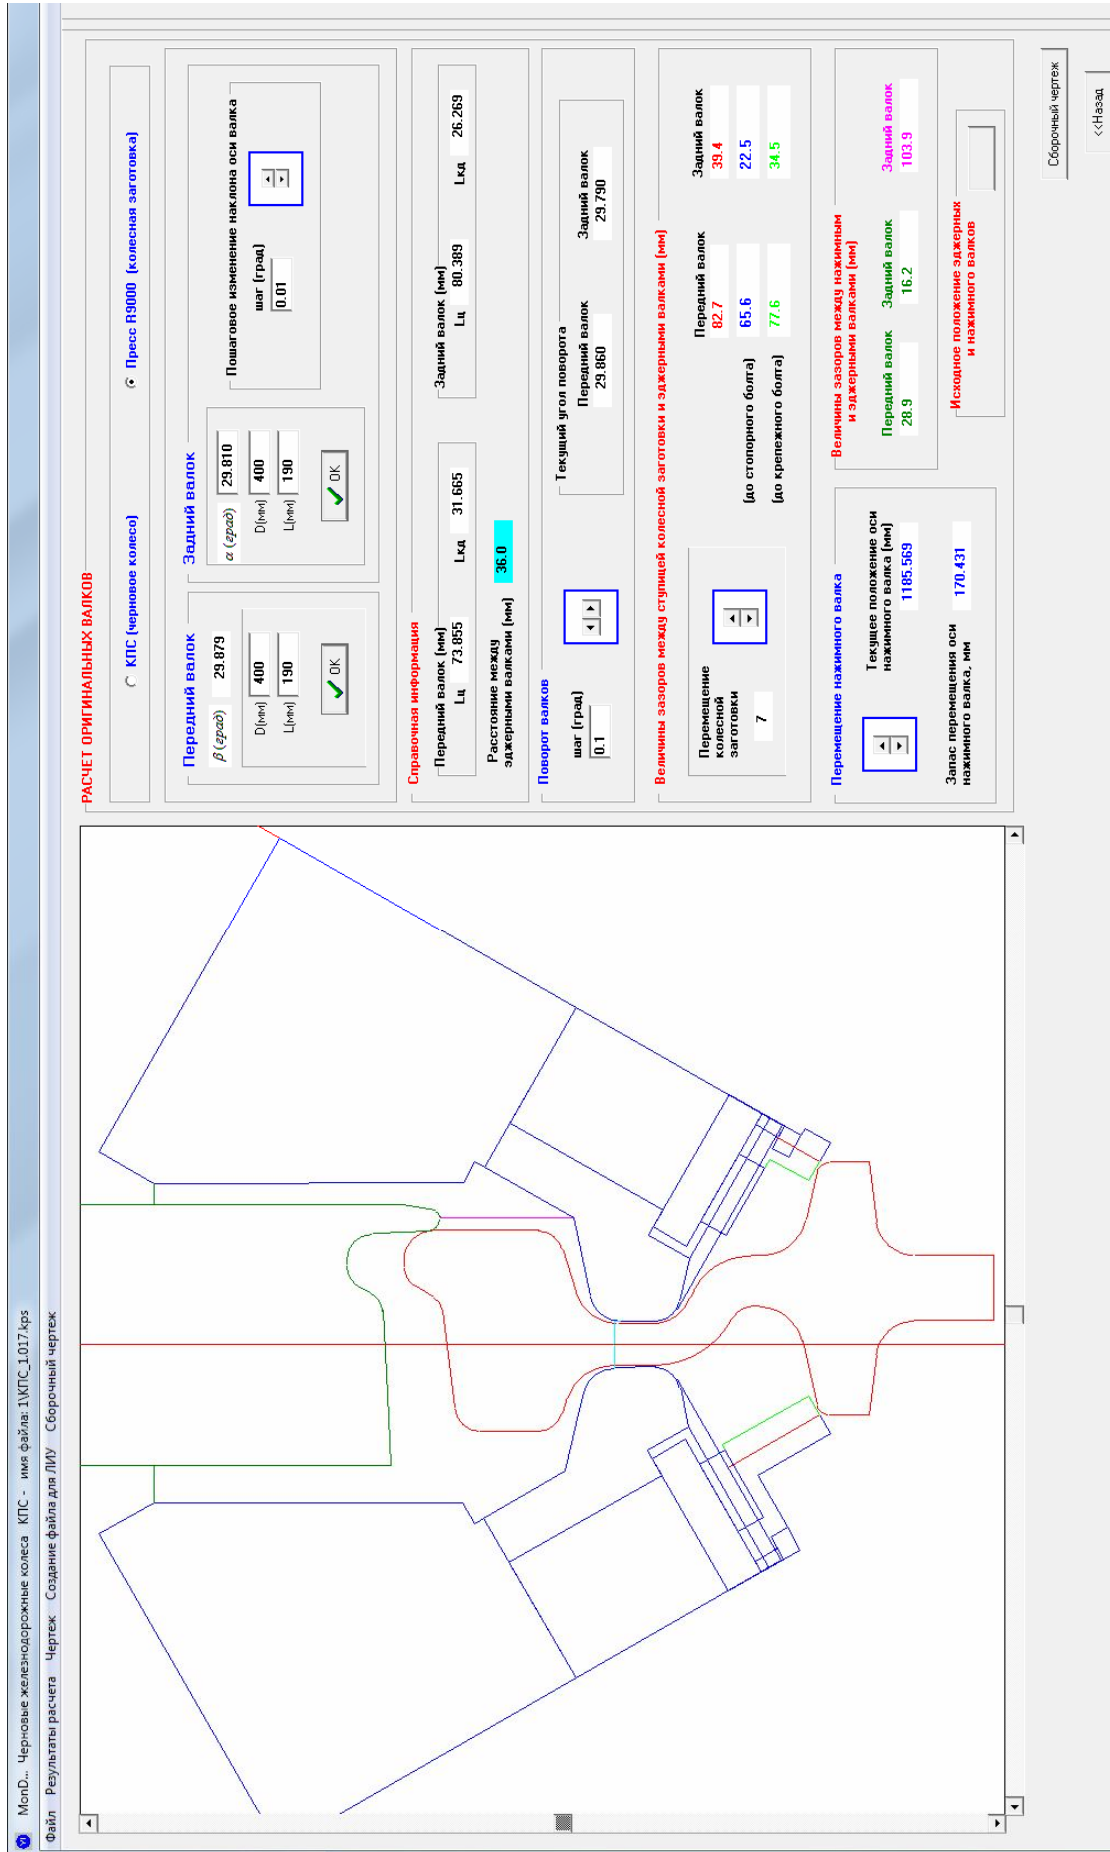 MonD... Черновые железнодорожные колеса КПС - имя файла: 1\КПС_1.017.kps
Файл Результаты расчета Чертеж Создание файла для ЛИУ Сборочный чертеж
РАСЧЕТ ОРИГИНАЛЬНЫХ ВАЛКОВ
КПС (черновое колесо) Пресс R9000 (колесная заготовка)
Передний валок
β (град) 29.879
D(мм) 400
L(мм) 190
OK
Задний валок
α (град) 29.810
D(мм) 400
L(мм) 190
OK
Пошаговое изменение наклона оси валка
шаг (град)
0.01
Справочная информация
Передний валок (мм)
Lц 73.855 Lкд 31.665
Задний валок (мм)
Lц 80.389 Lкд 26.269
Расстояние между
эджерными валками (мм) 36.0
Поворот валков
шаг (град)
0.1
Текущий угол поворота
Передний валок Задний валок
29.860 29.790
Величины зазоров между ступицей колесной заготовки и эджерными валками (мм)
Перемещение
колесной
заготовки
7
Передний валок Задний валок
82.7 39.4
(до стопорного болта) 65.6 22.5
(до крепежного болта) 77.6 34.5
Перемещение нажимного валка
Текущее положение оси
нажимного валка (мм)
1185.569
Запас перемещения оси
нажимного валка, мм
170.431
Величины зазоров между нажимным
и эджерными валками (мм)
Передний валок Задний валок Задний валок
28.9 16.2 103.9
Исходное положение эджерных
и нажимного валков
Сборочный чертеж
<<Назад